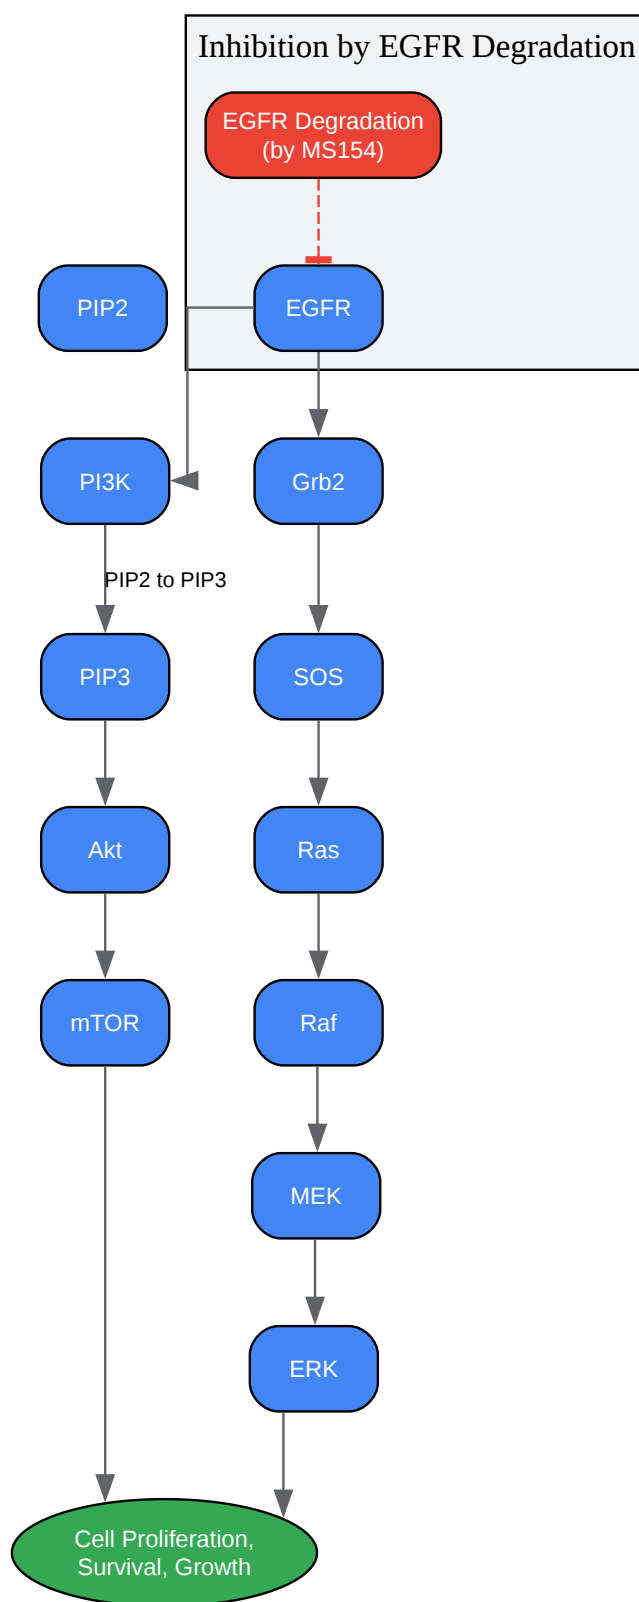 Inhibition by EGFR Degradation
EGFR Degradation
(by MS154)
PIP2
EGFR
PI3K
Grb2
PIP2 to PIP3
PIP3
SOS
Akt
Ras
mTOR
Raf
MEK
ERK
Cell Proliferation,
Survival, Growth